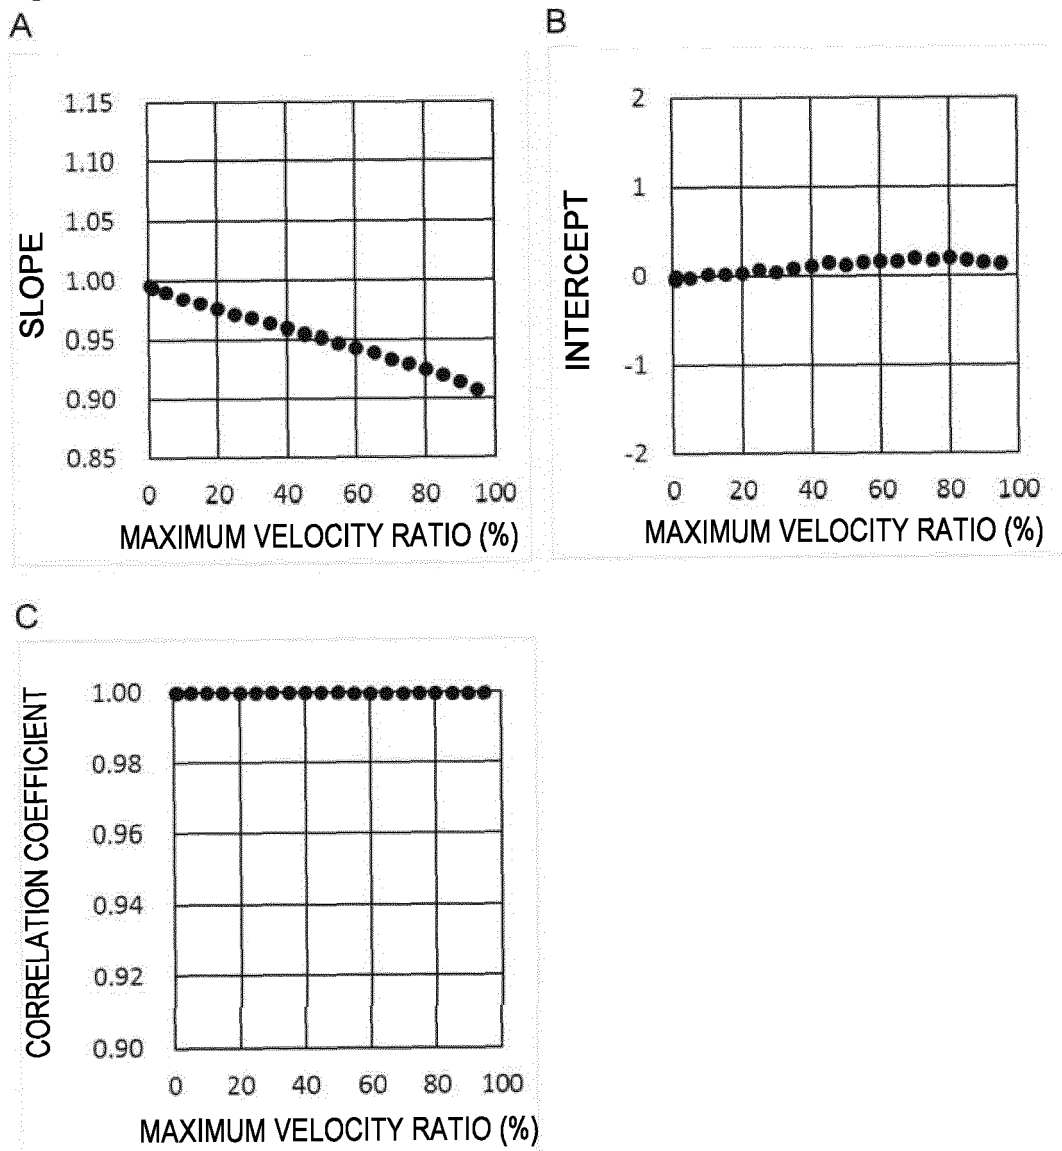 A
SLOPE
1.15
1.10
1.05
1.00
0.95
0.90
0.85
0 20 40 60 80 100
MAXIMUM VELOCITY RATIO (%)
B
INTERCEPT
2
1
0
-1
-2
0 20 40 60 80 100
MAXIMUM VELOCITY RATIO (%)
C
CORRELATION COEFFICIENT
1.00
0.98
0.96
0.94
0.92
0.90
0 20 40 60 80 100
MAXIMUM VELOCITY RATIO (%)